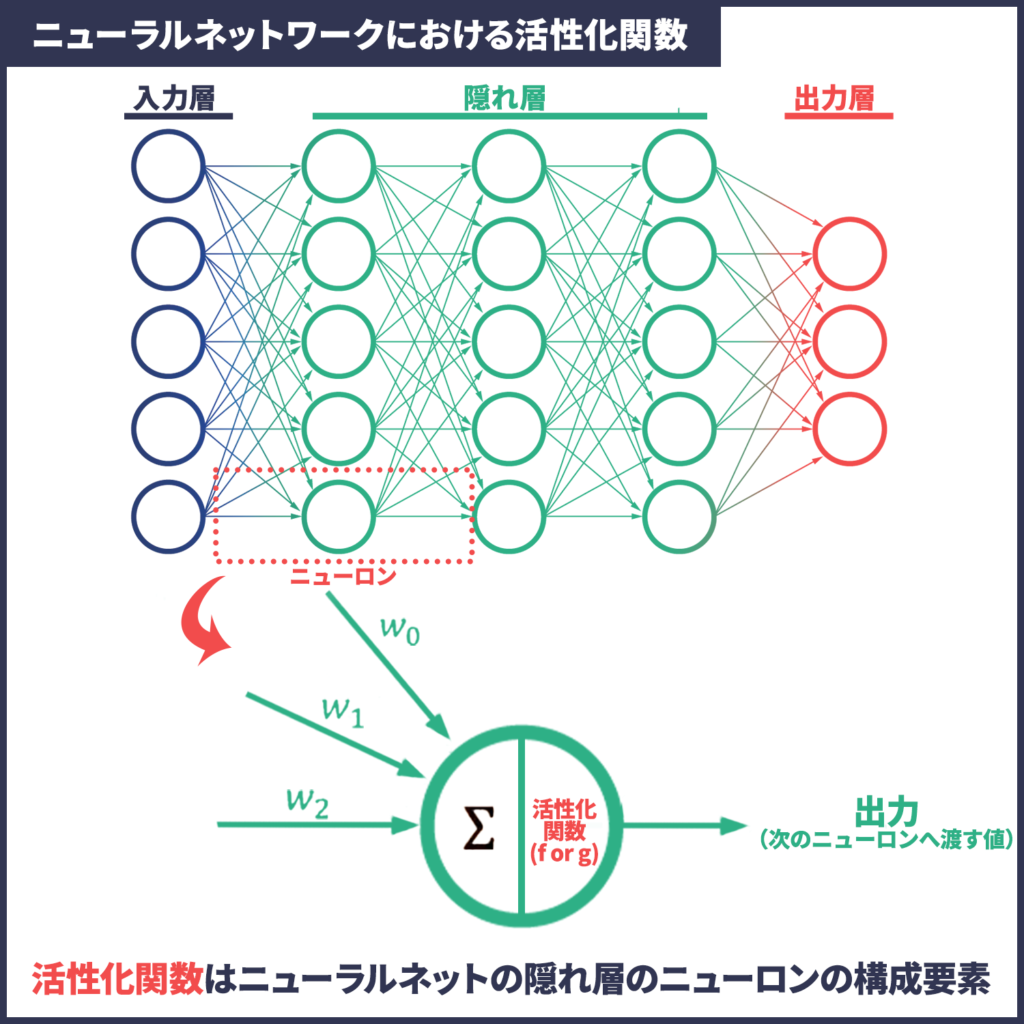 ニューラルネットワークにおける活性化関数
入力層
隠れ層
出力層
ニューロン
w0
w1
w2
Σ
活性化
関数
(f or g)
出力
(次のニューロンへ渡す値)
活性化関数はニューラルネットの隠れ層のニューロンの構成要素